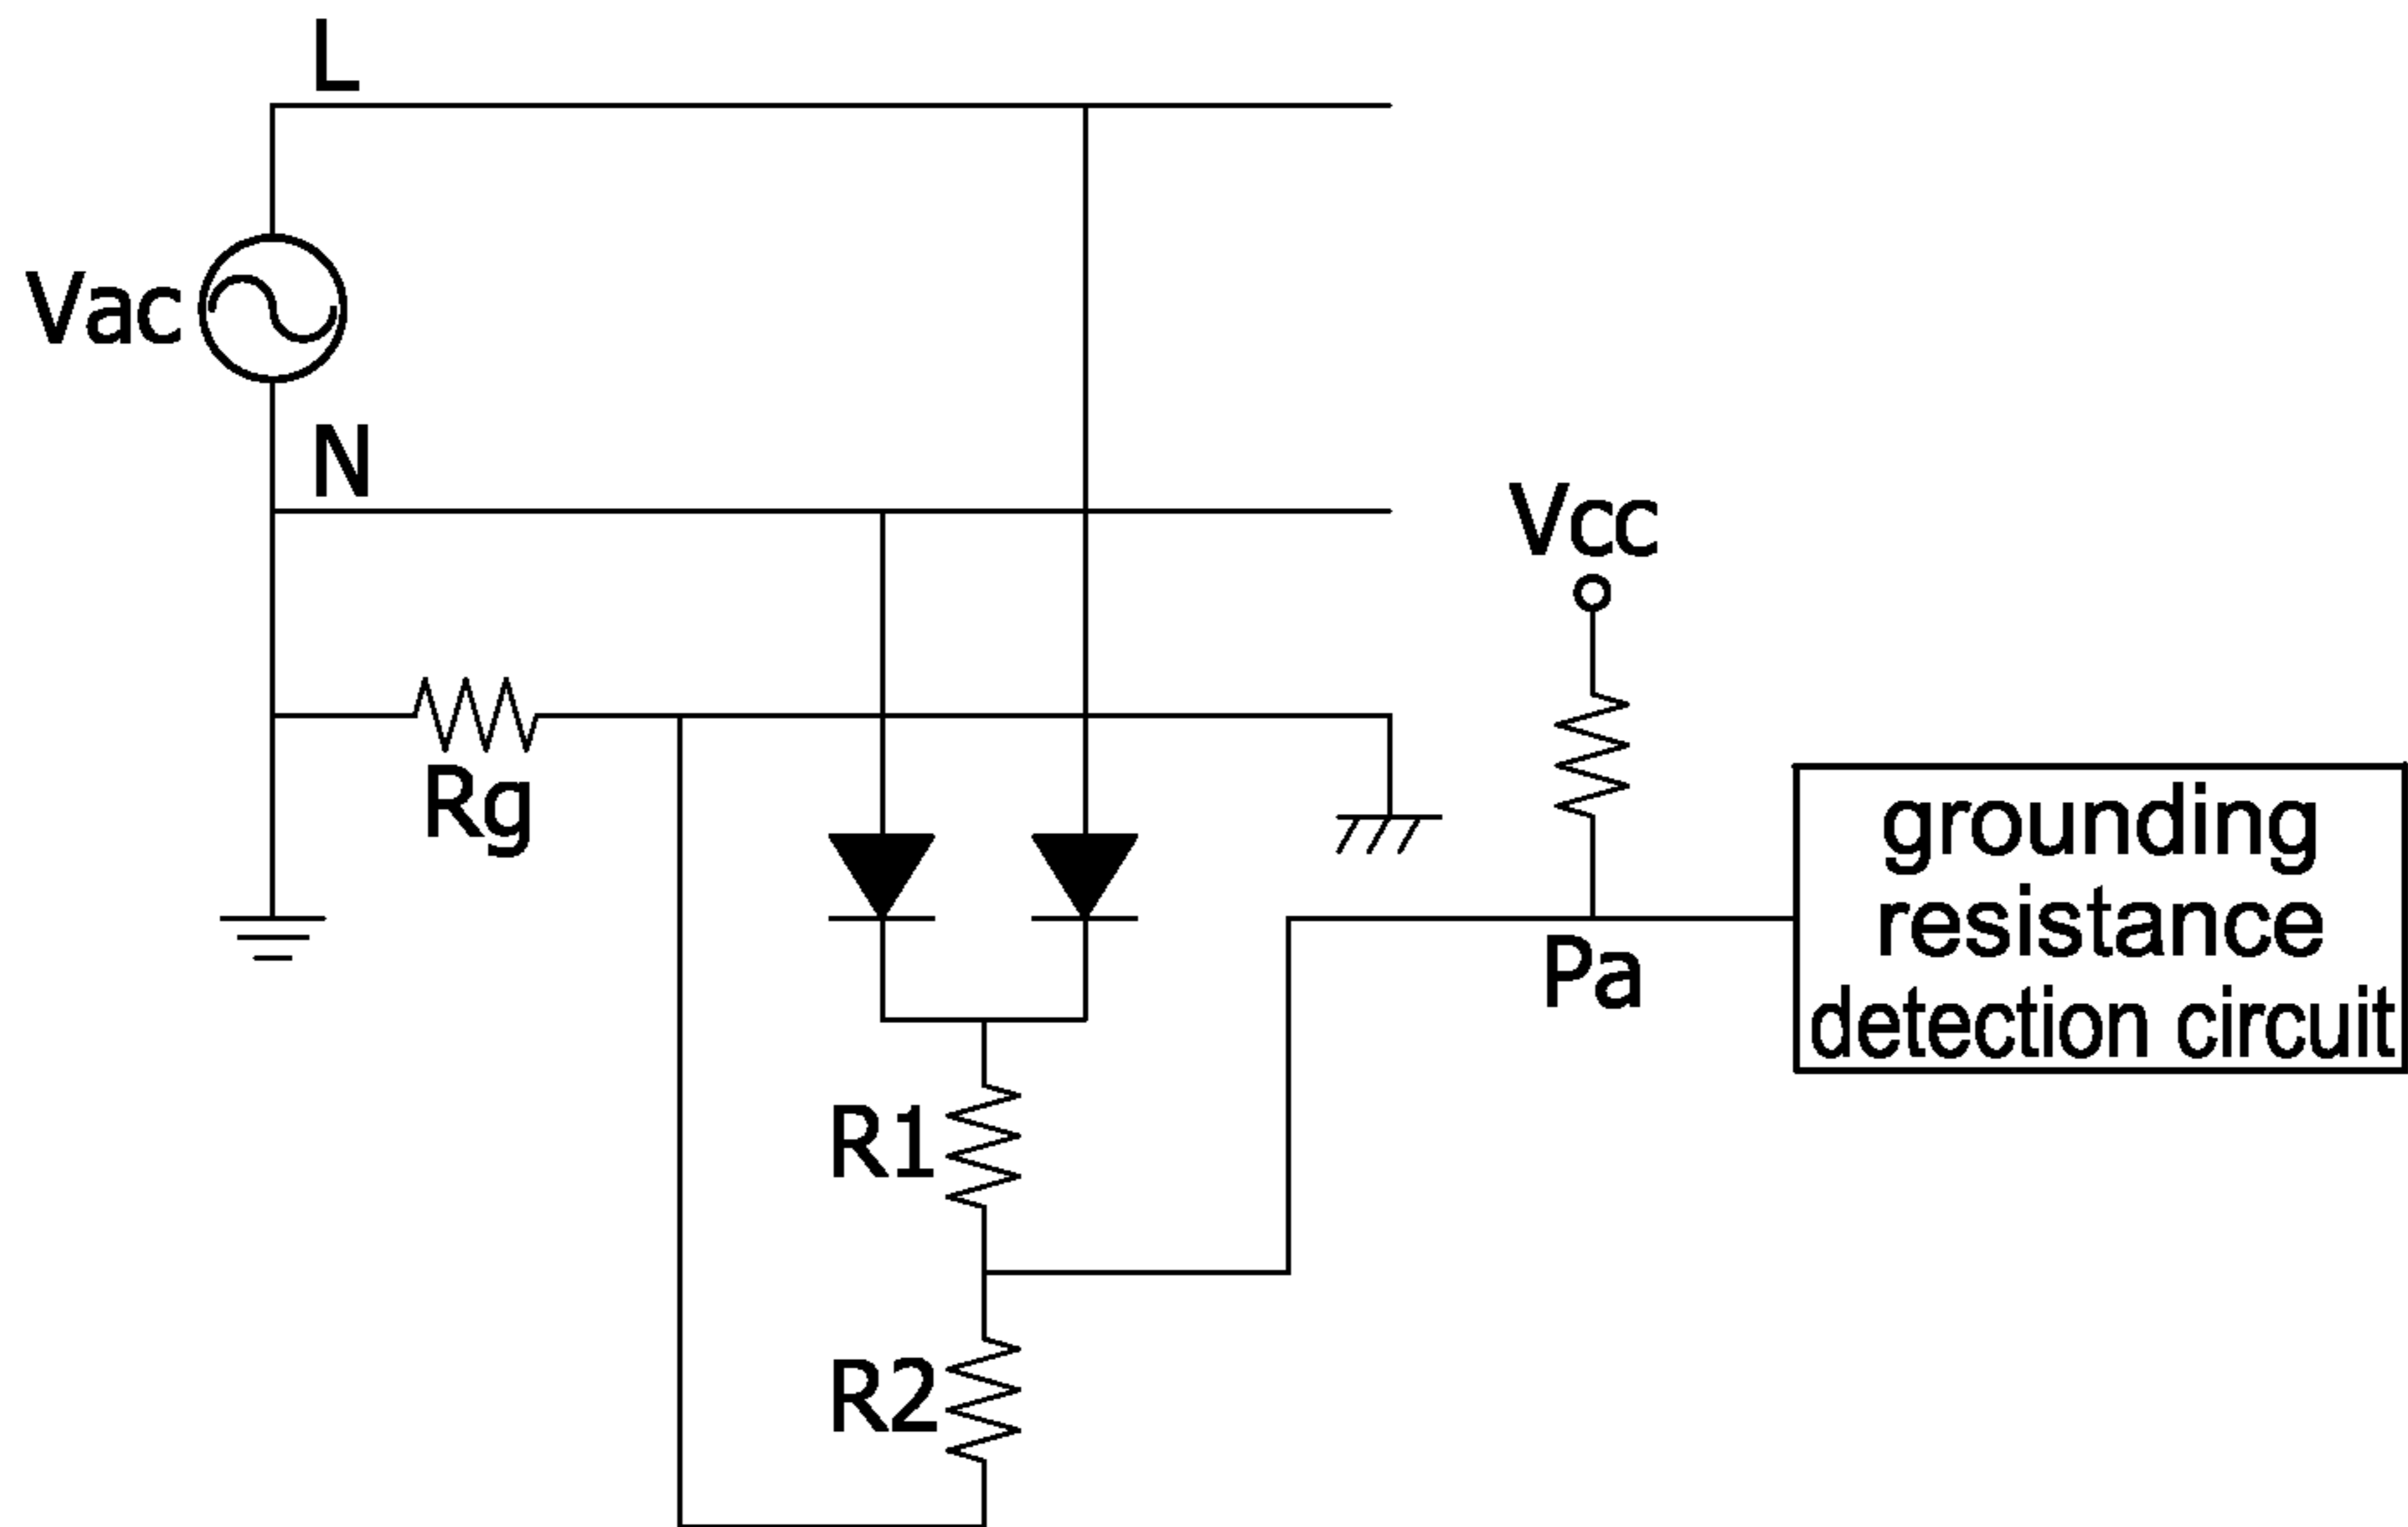 L
Vac
N
Vcc
Rg
grounding
resistance
detection circuit
Pa
R1
R2